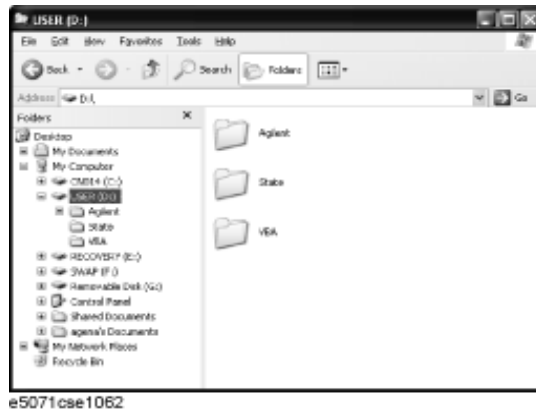 USER (D:)
File Edit View Favorites Tools Help
Back Search Folders
Address D:\ Go
Folders
Desktop
My Documents
My Computer
(C:)
USER (D:)
Agilent
State
VBA
RECOVERY (E:)
SWAP (F:)
Removable Disk (G:)
Control Panel
Shared Documents
agena's Documents
My Network Places
Recycle Bin
Agilent
State
VBA
e5071cse1062